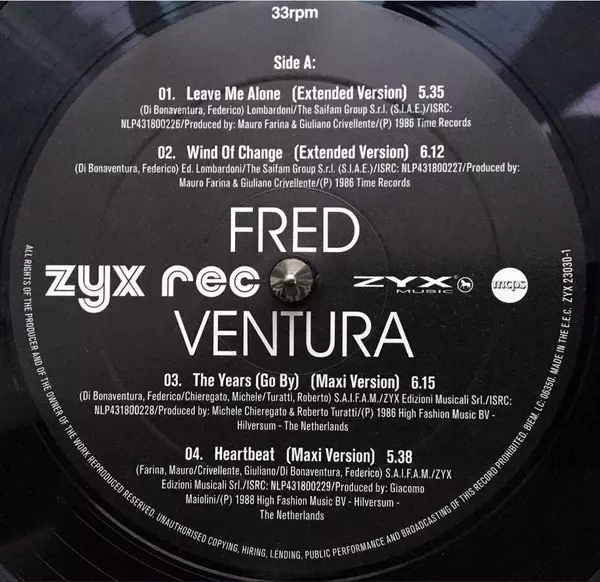 33rpm
Side A:
01. Leave Me Alone (Extended Version) 5.35
(Di Bonaventura, Federico) Lombardoni/The Saifam Group S.r.l. (S.I.A.E.)/ISRC:
NLP431800226/Produced by: Mauro Farina & Giuliano Crivellente/(P) 1986 Time Records
02. Wind Of Change (Extended Version) 6.12
(Di Bonaventura, Federico) Ed. Lombardoni/The Saifam Group S.r.l. (S.I.A.E.)/ISRC: NLP431800227/Produced by:
Mauro Farina & Giuliano Crivellente/(P) 1986 Time Records
FRED
zyx rec
ZYX
MUSIC
mcps
VENTURA
03. The Years (Go By) (Maxi Version) 6.15
(Di Bonaventura, Federico/Chieregato, Michele/Turatti, Roberto) S.A.I.F.A.M./ZYX Edizioni Musicali Srl./ISRC:
NLP431800228/Produced by: Michele Chieregato & Roberto Turatti/(P) 1986 High Fashion Music BV -
Hilversum - The Netherlands
04. Heartbeat (Maxi Version) 5.38
(Farina, Mauro/Crivellente, Giuliano/Di Bonaventura, Federico) S.A.I.F.A.M./ZYX
Edizioni Musicali Srl./ISRC: NLP431800229/Produced by: Giacomo
Maiolini/(P) 1988 High Fashion Music BV - Hilversum -
The Netherlands
ALL RIGHTS OF THE PRODUCER AND OF THE OWNER OF THE WORK REPRODUCED RESERVED. UNAUTHORISED COPYING, HIRING, LENDING, PUBLIC PERFORMANCE AND BROADCASTING OF THIS RECORD PROHIBITED. BIEM, LC: 06350, MADE IN THE E.E.C. ZYX 23030-1